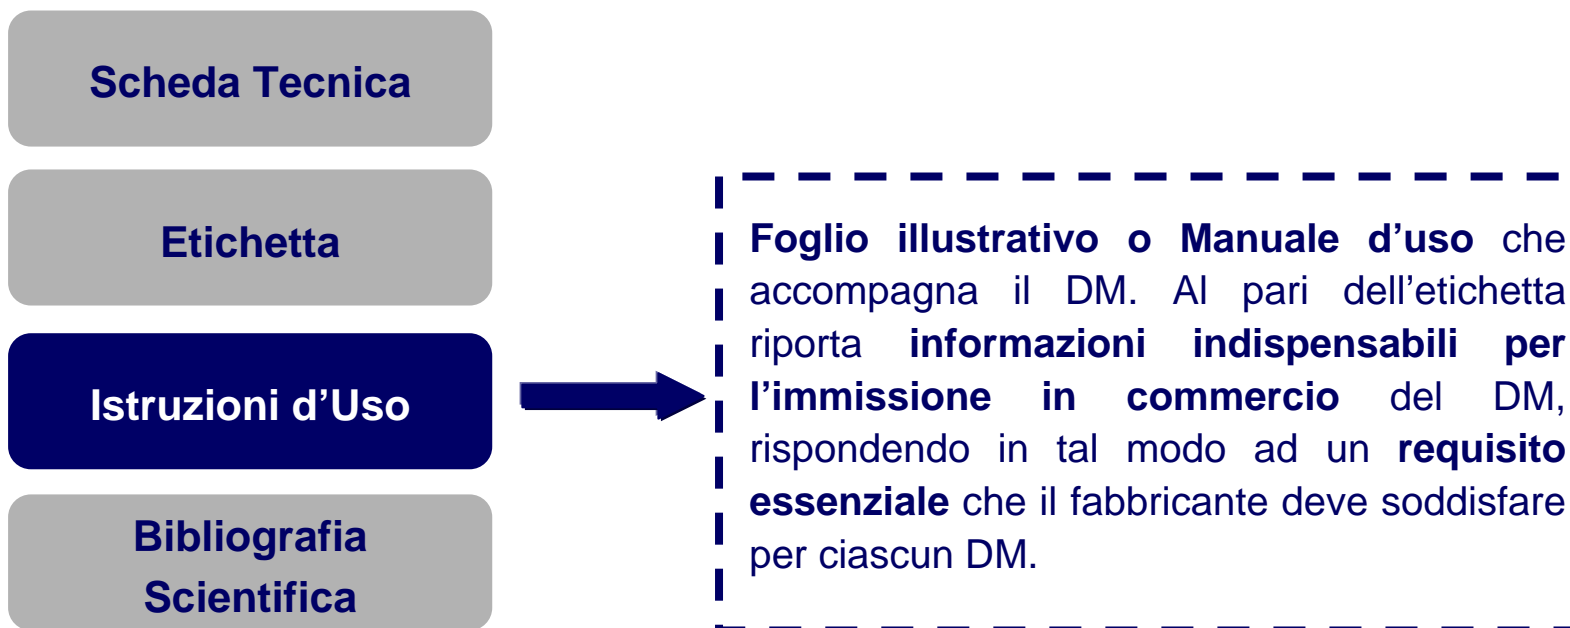 Scheda Tecnica
Etichetta
Istruzioni d’Uso
Bibliografia
Scientifica
Foglio illustrativo o Manuale d’uso che
accompagna il DM. Al pari dell’etichetta
riporta informazioni indispensabili per
l’immissione in commercio del DM,
rispondendo in tal modo ad un requisito
essenziale che il fabbricante deve soddisfare
per ciascun DM.